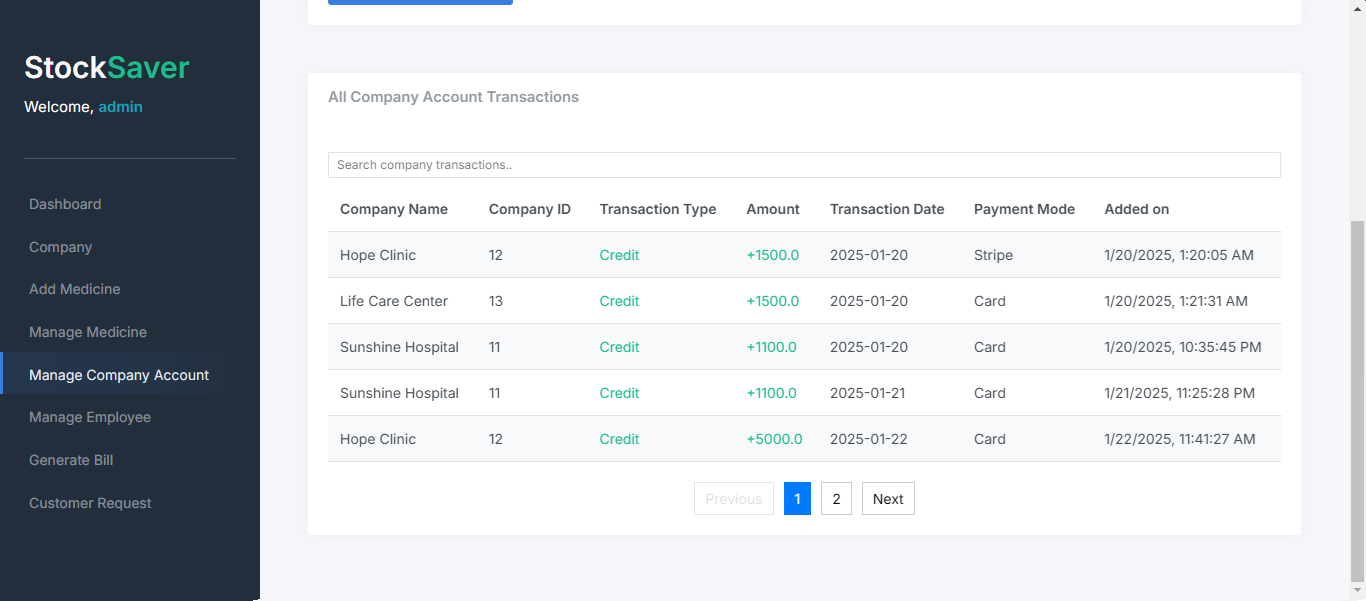 StockSaver
Welcome, admin
Dashboard
Company
Add Medicine
Manage Medicine
Manage Company Account
Manage Employee
Generate Bill
Customer Request
All Company Account Transactions
Search company transactions..
Company Name Company ID Transaction Type Amount Transaction Date Payment Mode Added on
Hope Clinic 12 Credit +1500.0 2025-01-20 Stripe 1/20/2025, 1:20:05 AM
Life Care Center 13 Credit +1500.0 2025-01-20 Card 1/20/2025, 1:21:31 AM
Sunshine Hospital 11 Credit +1100.0 2025-01-20 Card 1/20/2025, 10:35:45 PM
Sunshine Hospital 11 Credit +1100.0 2025-01-21 Card 1/21/2025, 11:25:28 PM
Hope Clinic 12 Credit +5000.0 2025-01-22 Card 1/22/2025, 11:41:27 AM
Previous 1 2 Next